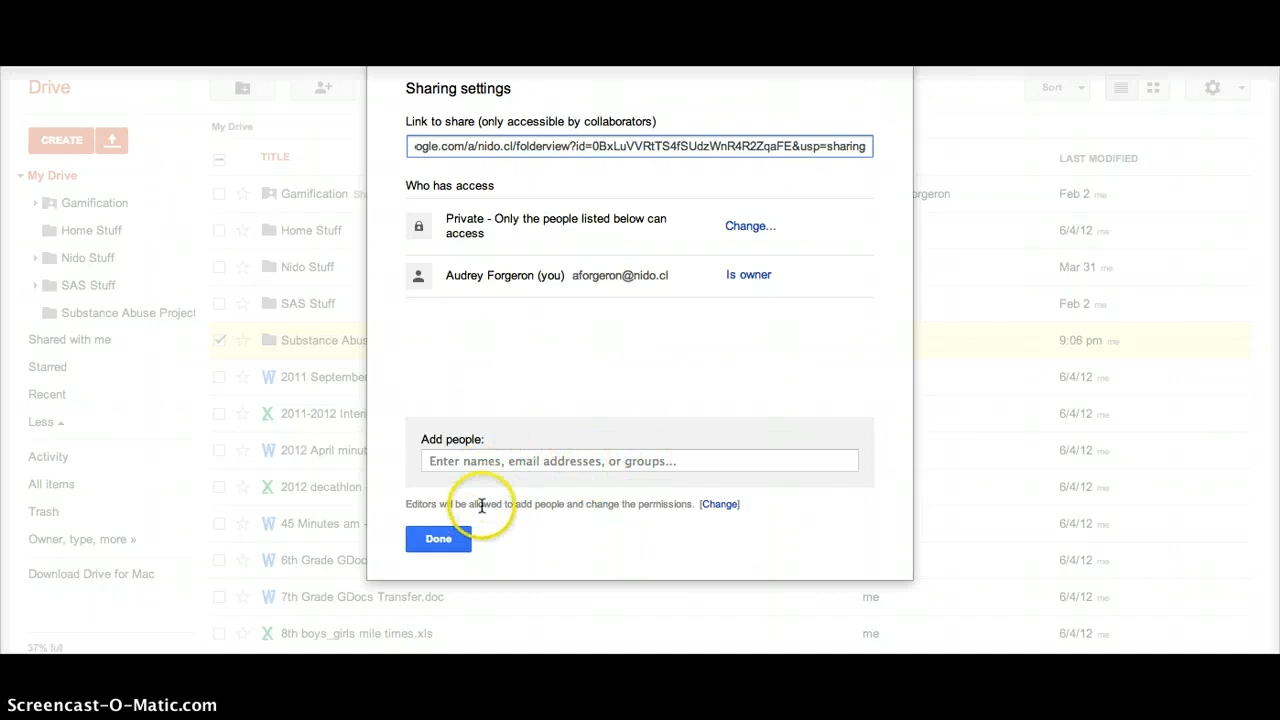 Drive
CREATE
My Drive
Gamification
Home Stuff
Nido Stuff
SAS Stuff
Substance Abuse Project
Shared with me
Starred
Recent
Less
Activity
All items
Trash
Owner, type, more »
Download Drive for Mac
37% full
My Drive
Sort
TITLE
LAST MODIFIED
Gamification
Feb 2 me
Home Stuff
6/4/12 me
Nido Stuff
Mar 31 me
SAS Stuff
Feb 2 me
Substance Abus
9:06 pm me
2011 September
6/4/12 me
2011-2012 Inter
6/4/12 me
2012 April minut
6/4/12 me
2012 decathlon -
6/4/12 me
45 Minutes am -
6/4/12 me
6th Grade GDoc
6/4/12 me
7th Grade GDocs Transfer.doc me 6/4/12 me
8th boys_girls mile times.xls me 6/4/12 me
Sharing settings
Link to share (only accessible by collaborators)
ogle.com/a/nido.cl/folderview?id=0BxLuVVRtTS4fSUdzWnR4R2ZqaFE&usp=sharing
Who has access
Private - Only the people listed below can
access
Change...
Audrey Forgeron (you) aforgeron@nido.cl Is owner
Add people:
Enter names, email addresses, or groups...
Editors will be allowed to add people and change the permissions. [Change]
Done
Screencast-O-Matic.com